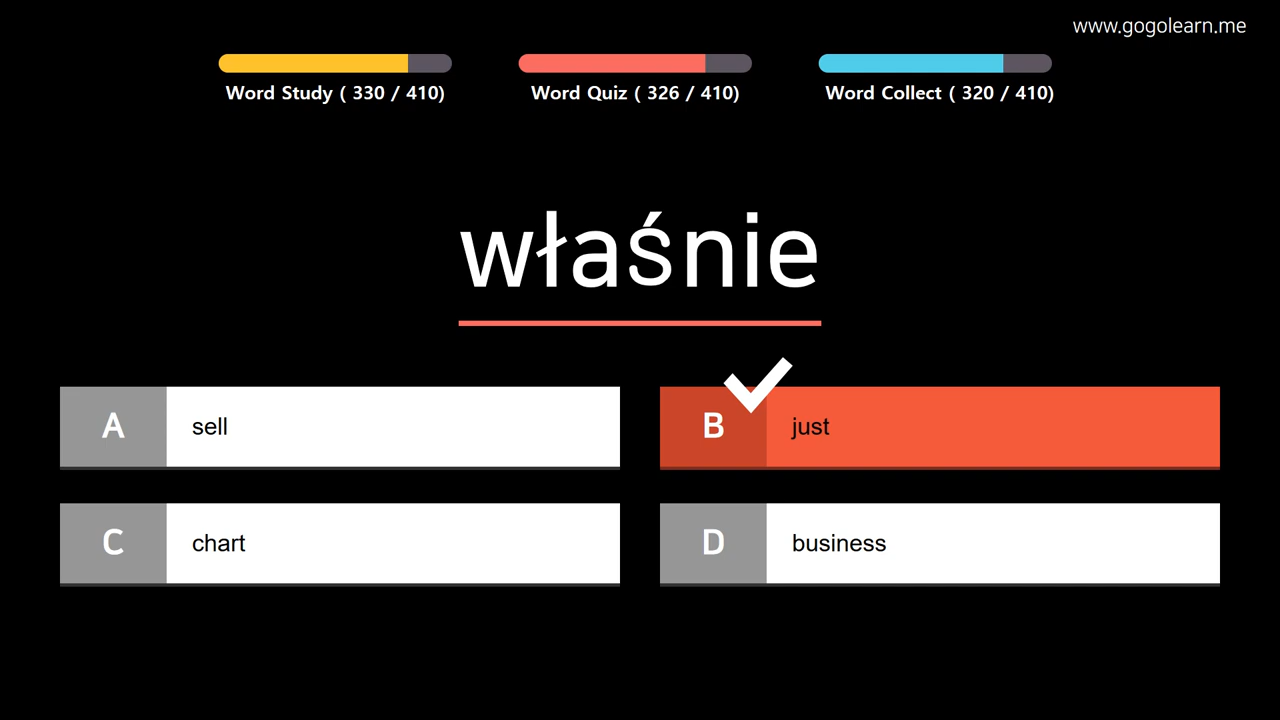 www.gogolearn.me
Word Study ( 330 / 410)
Word Quiz ( 326 / 410)
Word Collect ( 320 / 410)
właśnie
A sell
B just
C chart
D business